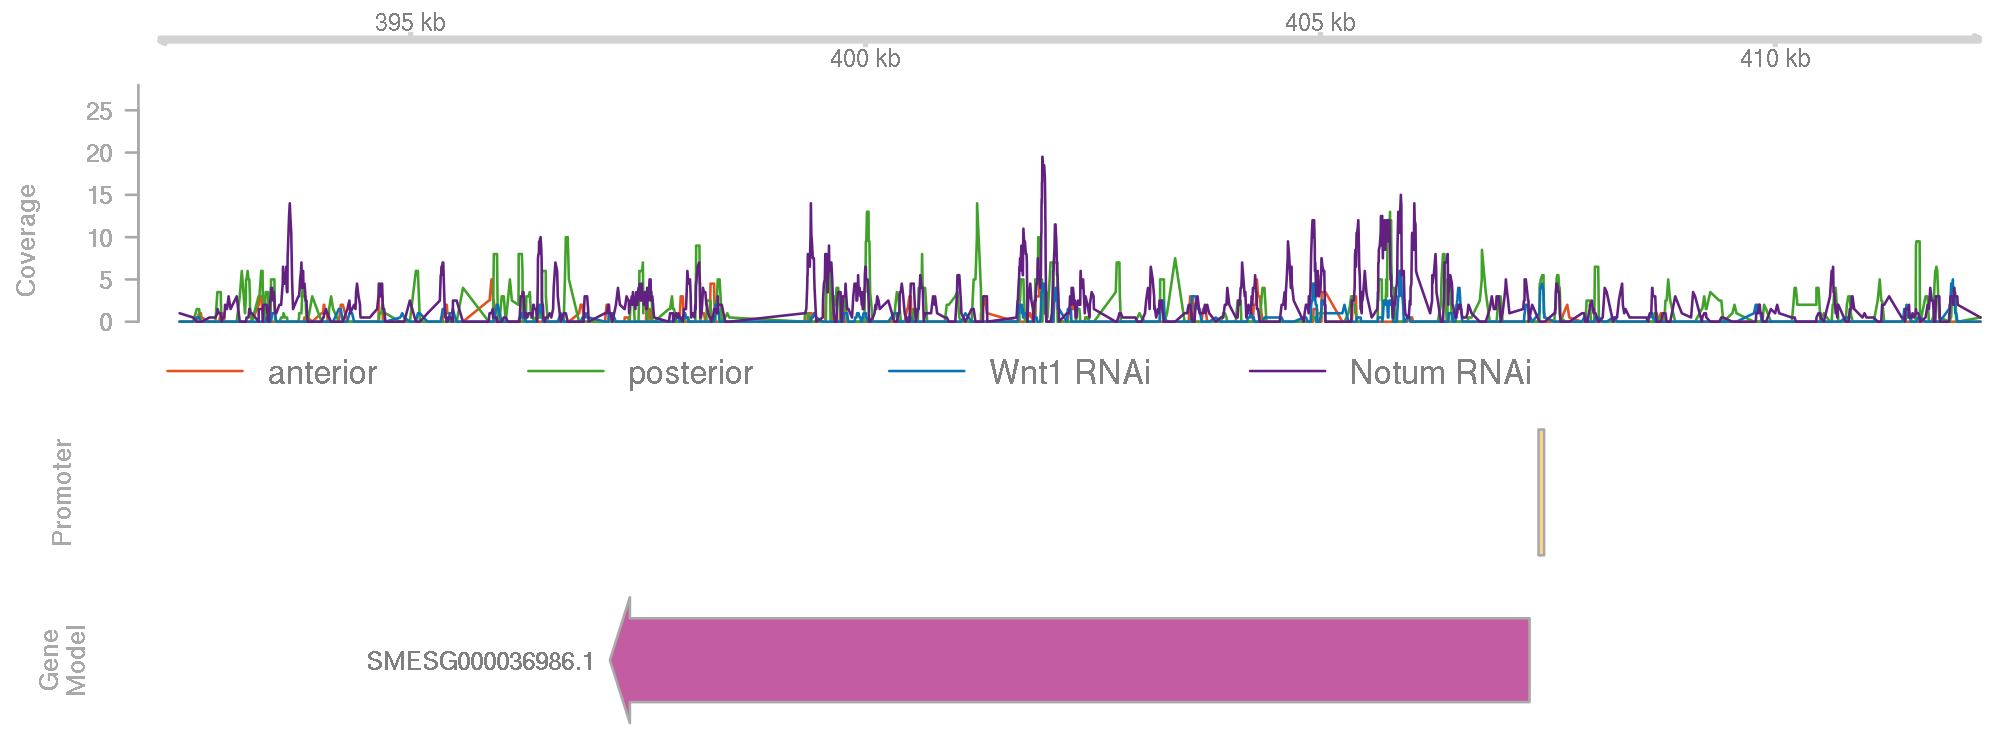 395 kb
405 kb
400 kb
410 kb
Coverage
25
20
15
10
5
0
anterior
posterior
Wnt1 RNAi
Notum RNAi
Promoter
Gene
Model
SMESG000036986.1